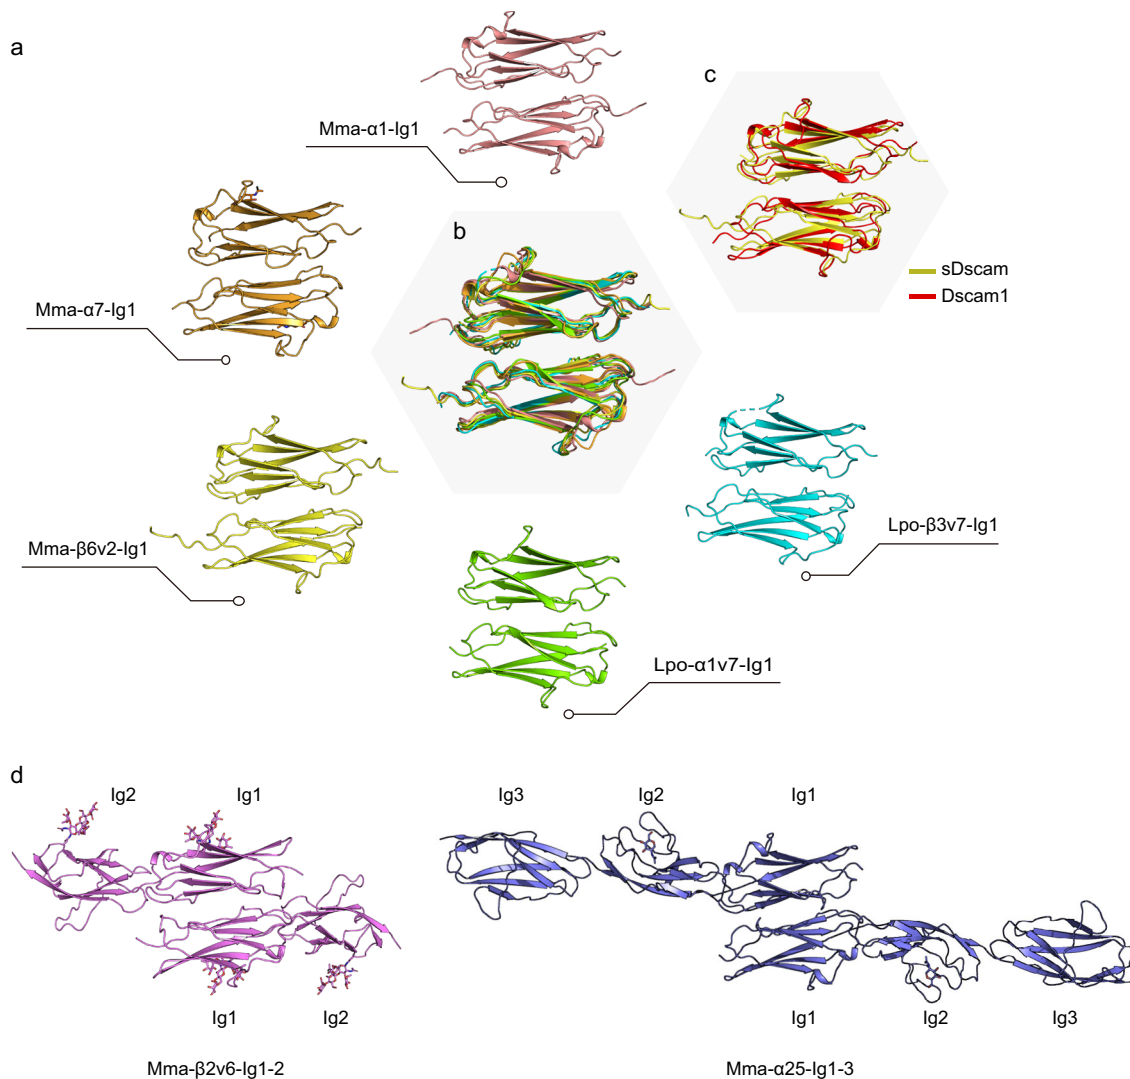 a
Mma-α1-Ig1
c
sDscam
Dscam1
Mma-α7-Ig1
b
Mma-β6v2-Ig1
Lpo-β3v7-Ig1
Lpo-α1v7-Ig1
d
Ig2 Ig1
Ig3 Ig2 Ig1
Ig1 Ig2
Ig1 Ig2 Ig3
Mma-β2v6-Ig1-2
Mma-α25-Ig1-3